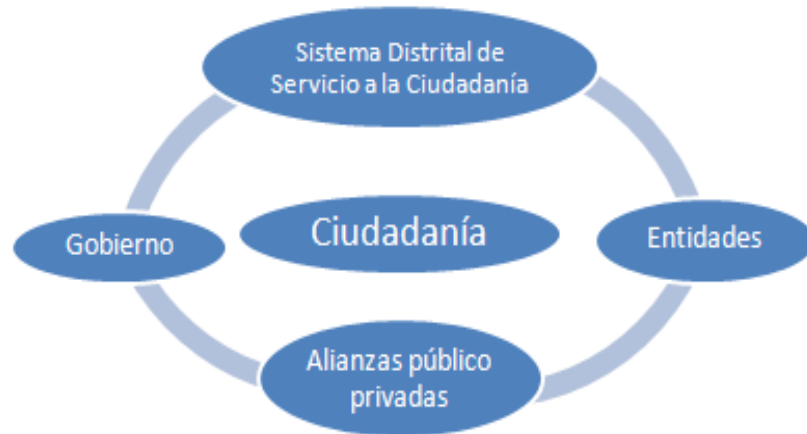 Sistema Distrital de
Servicio a la Ciudadanía
Gobierno
Ciudadanía
Entidades
Alianzas público
privadas